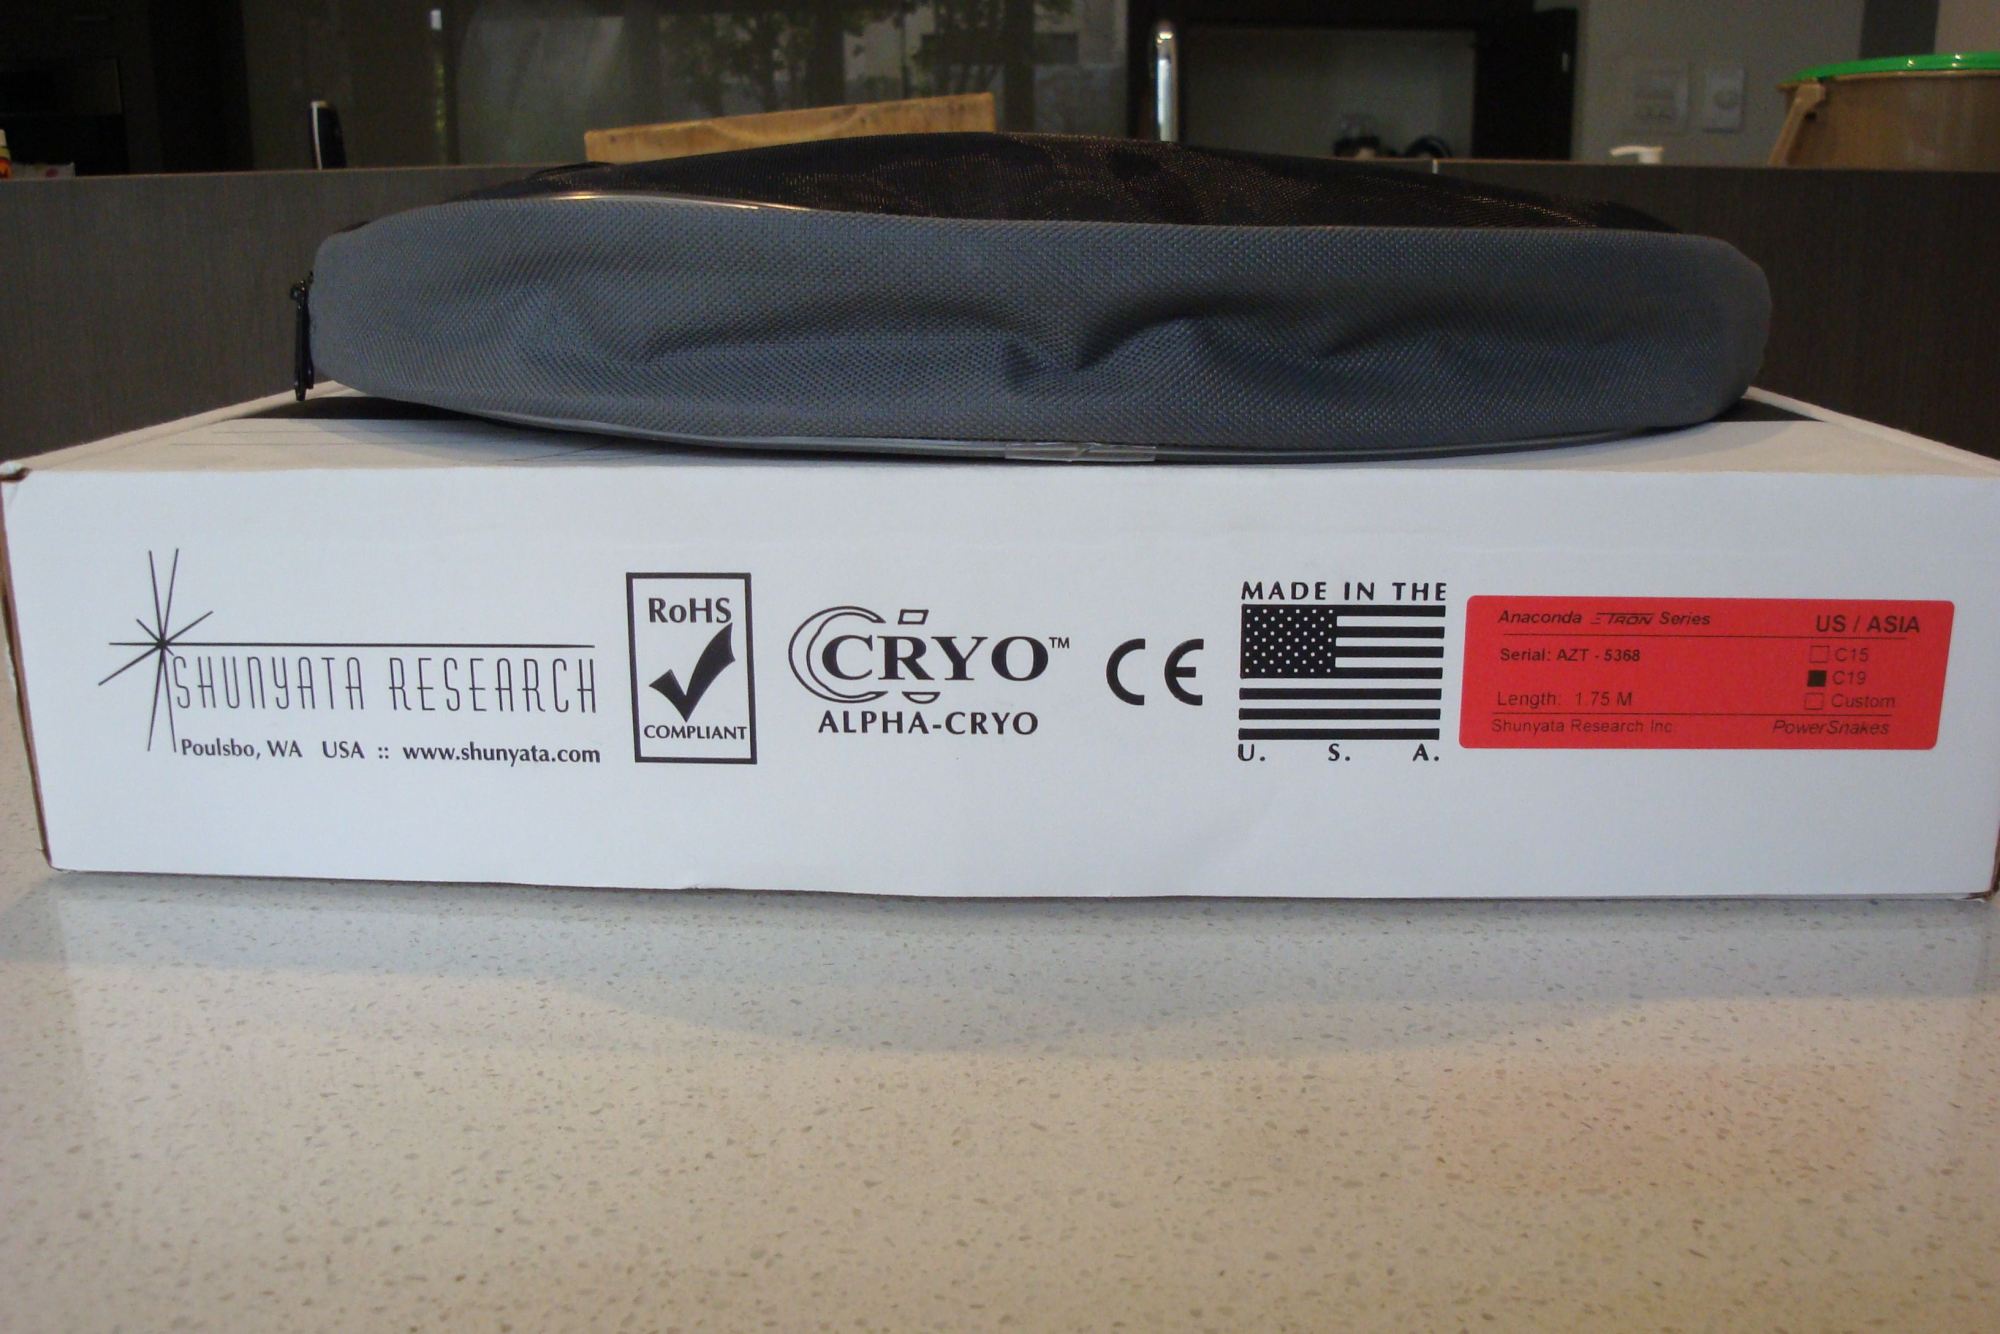 SHUNYATA RESEARCH
Poulsbo, WA USA :: www.shunyata.com
RoHS
COMPLIANT
CRYO™
ALPHA-CRYO
CE
MADE IN THE
U. S. A.
Anaconda ΞTRON Series
US / ASIA
Serial: AZT - 5368
C15
C19
Length: 1.75 M
Custom
Shunyata Research Inc.
PowerSnakes